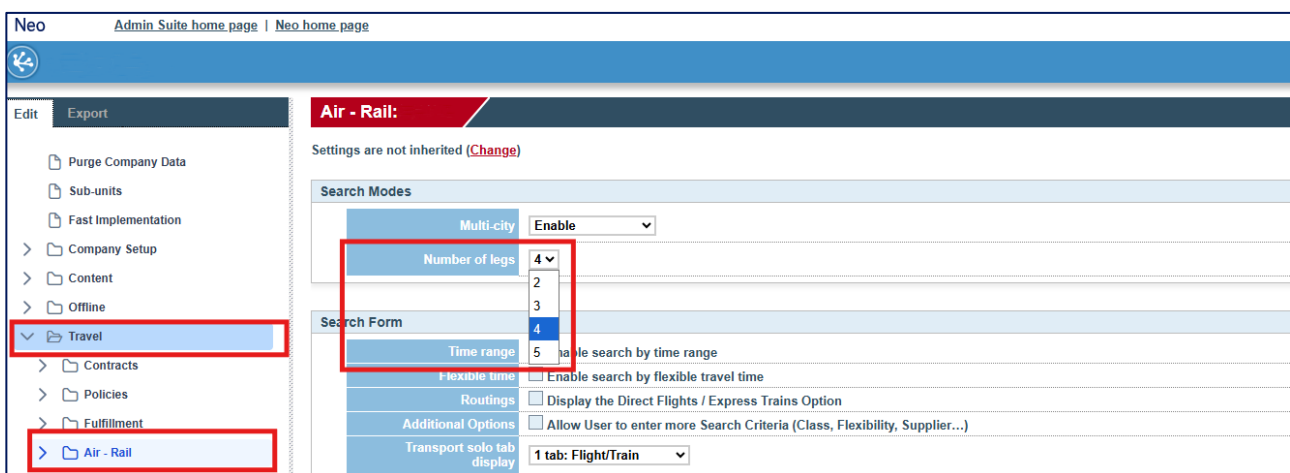 Neo Admin Suite home page | Neo home page
Edit Export
Purge Company Data
Sub-units
Fast Implementation
Company Setup
Content
Offline
Travel
Contracts
Policies
Fulfillment
Air - Rail
Air - Rail:
Settings are not inherited (Change)
Search Modes
Multi-city Enable
Number of legs 4
2
3
4
5
Search Form
Time range Enable search by time range
Flexible time Enable search by flexible travel time
Routings Display the Direct Flights / Express Trains Option
Additional Options Allow User to enter more Search Criteria (Class, Flexibility, Supplier...)
Transport solo tab
display 1 tab: Flight/Train